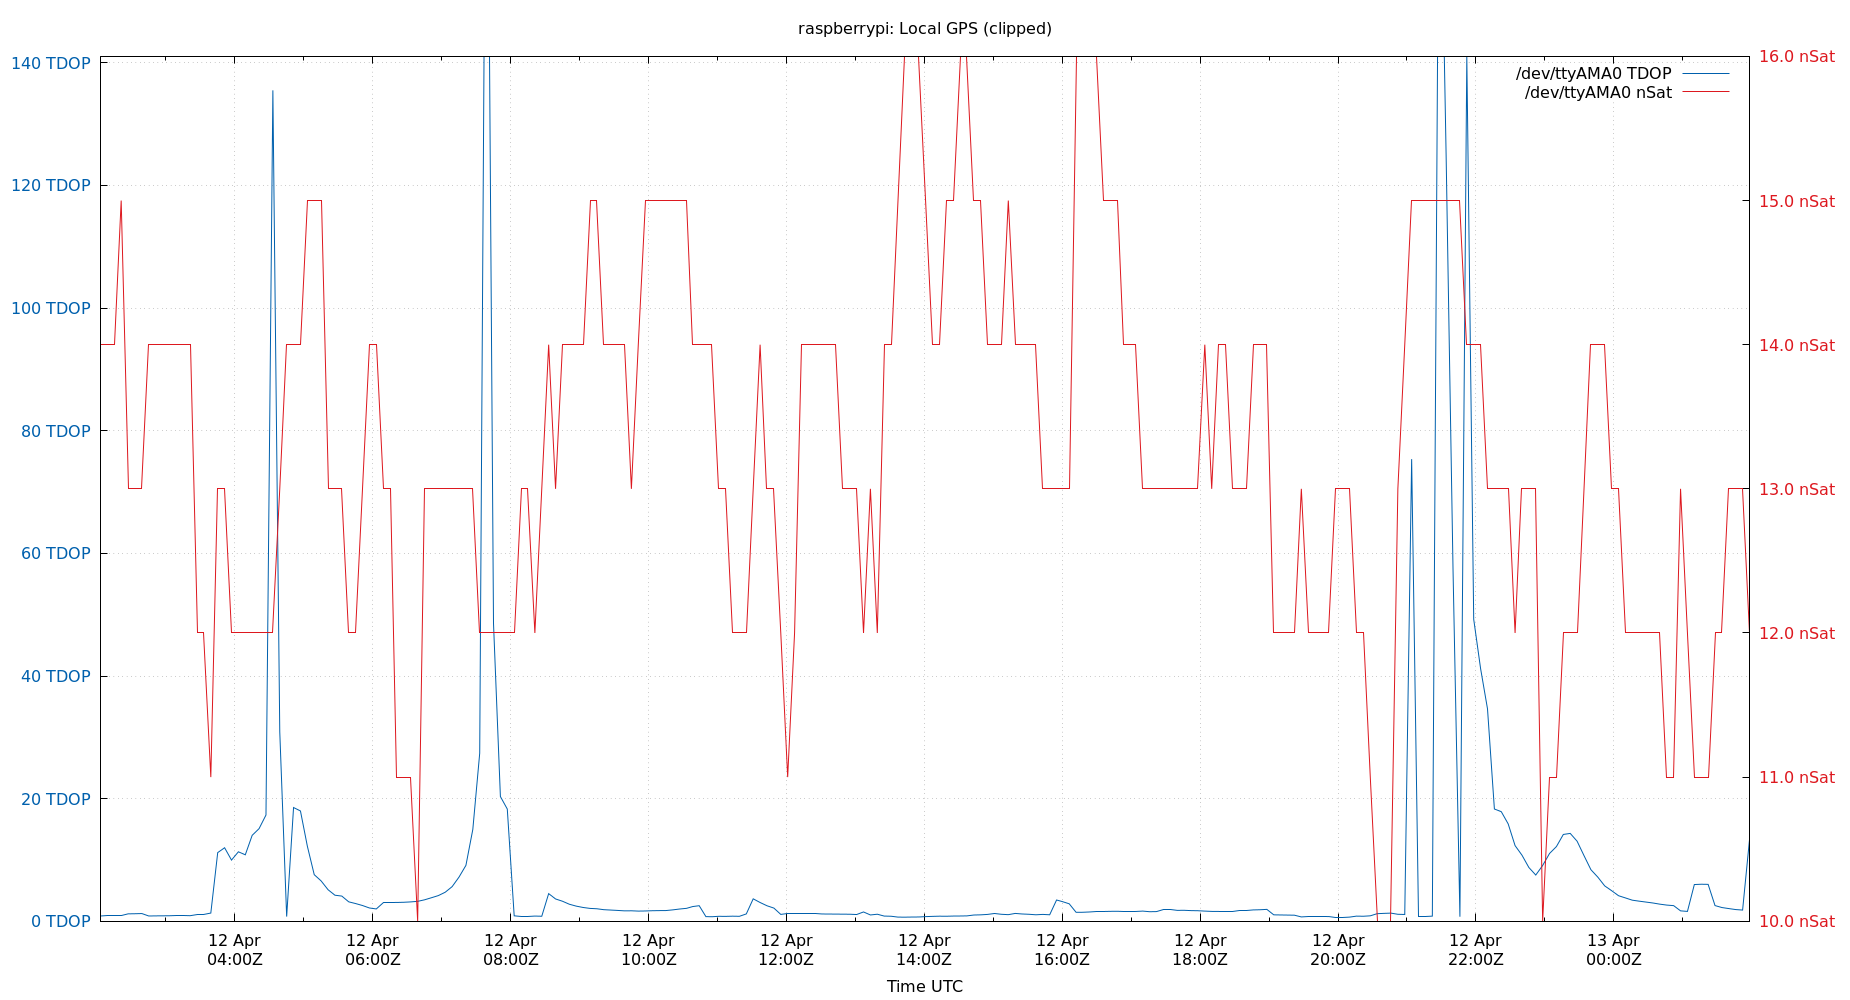 raspberrypi: Local GPS (clipped)
140 TDOP
120 TDOP
100 TDOP
80 TDOP
60 TDOP
40 TDOP
20 TDOP
0 TDOP
16.0 nSat
15.0 nSat
14.0 nSat
13.0 nSat
12.0 nSat
11.0 nSat
10.0 nSat
/dev/ttyAMA0 TDOP
/dev/ttyAMA0 nSat
12 Apr
04:00Z
12 Apr
06:00Z
12 Apr
08:00Z
12 Apr
10:00Z
12 Apr
12:00Z
12 Apr
14:00Z
12 Apr
16:00Z
12 Apr
18:00Z
12 Apr
20:00Z
12 Apr
22:00Z
13 Apr
00:00Z
Time UTC